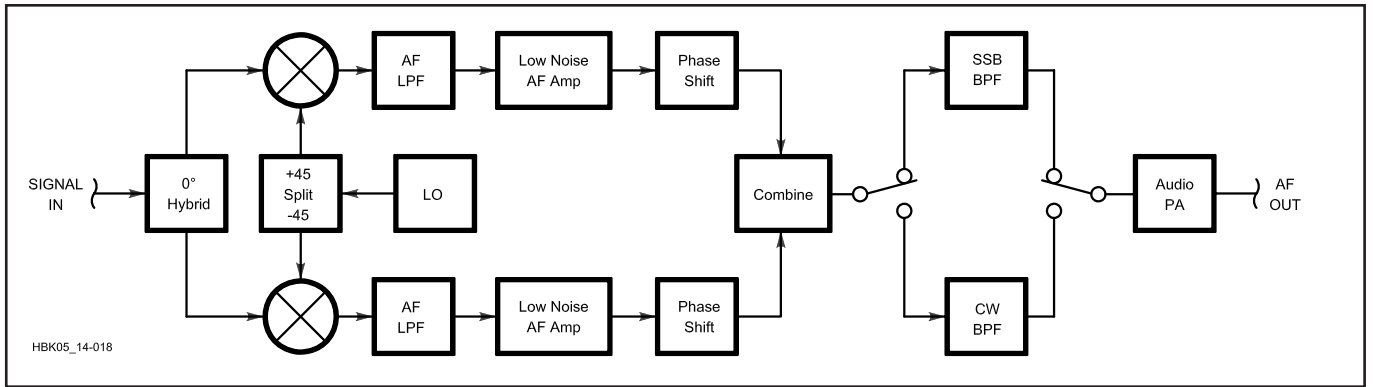 AF
LPF
Low Noise
AF Amp
Phase
Shift
SSB
BPF
SIGNAL
IN
0°
Hybrid
+45
Split
-45
LO
Combine
Audio
PA
AF
OUT
AF
LPF
Low Noise
AF Amp
Phase
Shift
CW
BPF
HBK05_14-018